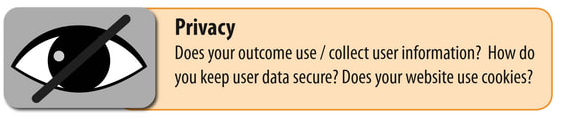 Privacy
Does your outcome use / collect user information?  How do
you keep user data secure? Does your website use cookies?